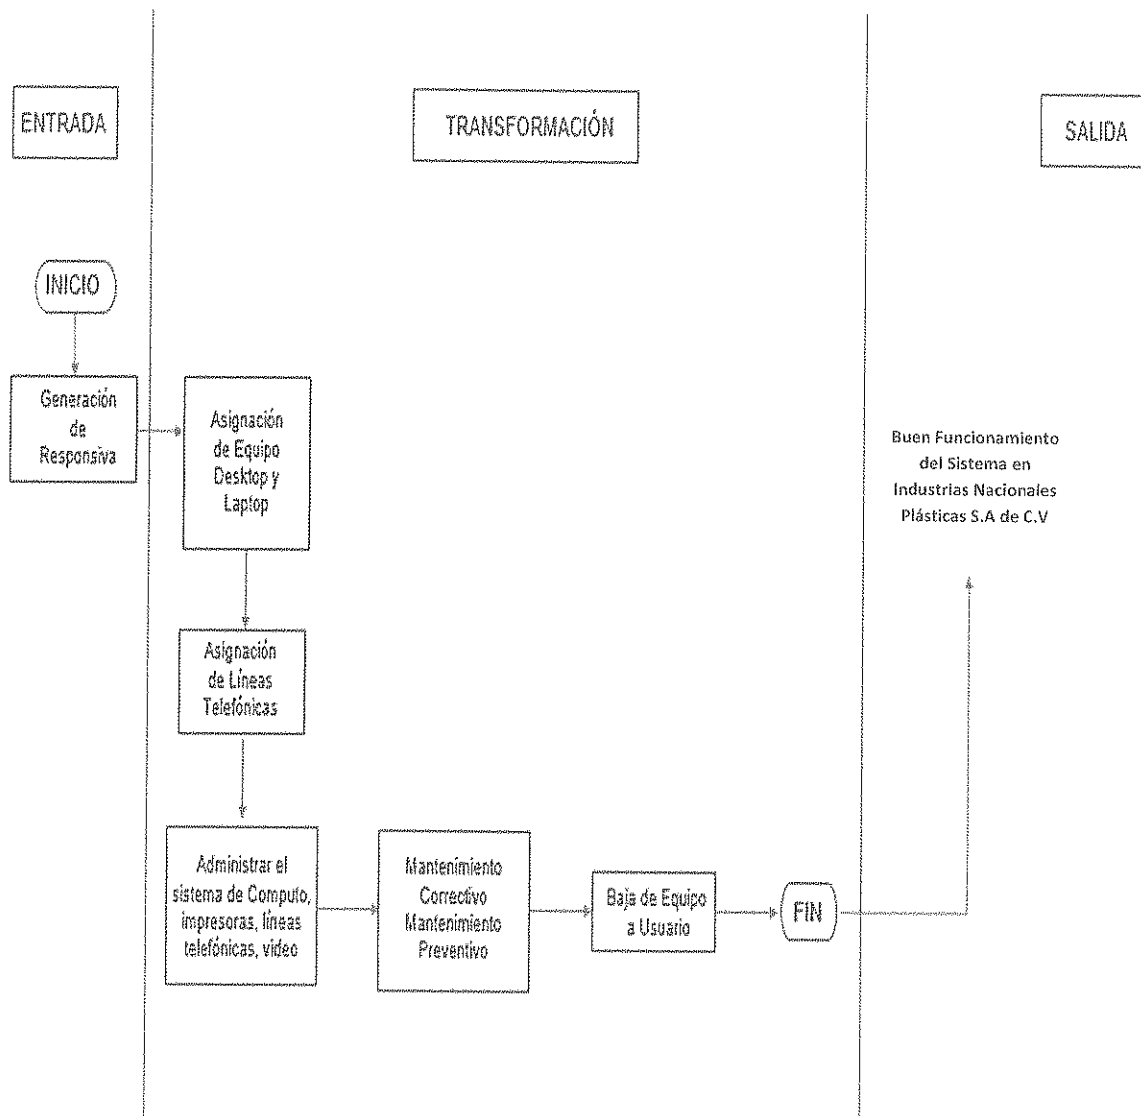 ENTRADA
TRANSFORMACIÓN
SALIDA
INICIO
Generación
de
Responsiva
Asignación
de Equipo
Desktop y
Laptop
Asignación
de Líneas
Telefónicas
Administrar el
sistema de Computo,
impresoras, líneas
telefónicas, video
Mantenimiento
Correctivo
Mantenimiento
Preventivo
Baja de Equipo
a Usuario
FIN
Buen Funcionamiento
del Sistema en
Industrias Nacionales
Plásticas S.A de C.V